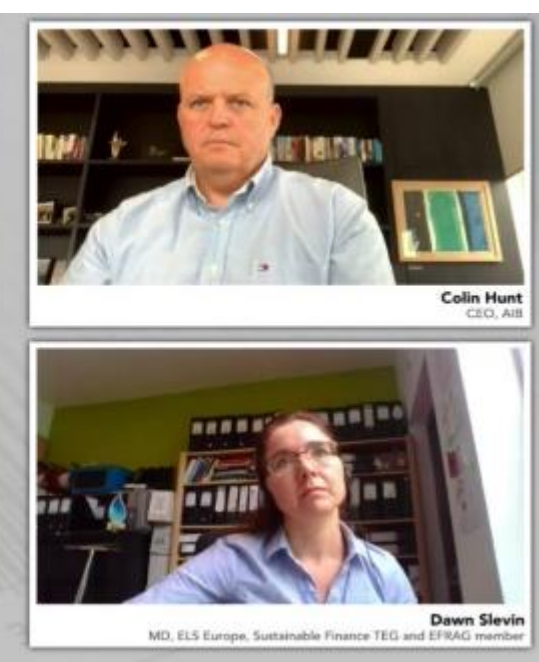 Colin Hunt
CEO, AIB
Dawn Slevin
MD, ELS Europe, Sustainable Finance TEG and EFRAG member